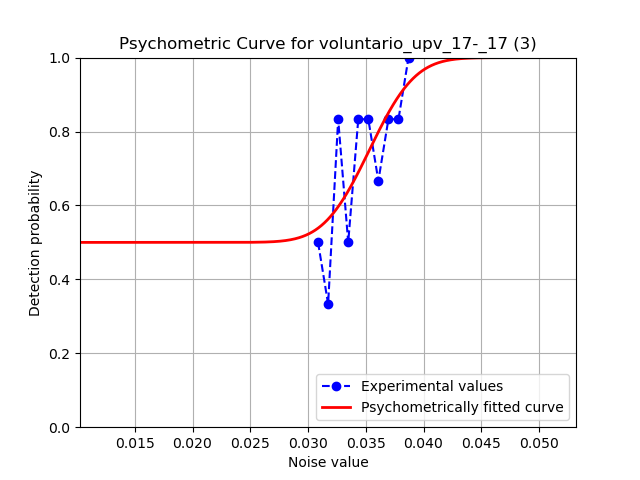 Psychometric Curve for voluntario_upv_17-_17 (3)
1.0
0.8
0.6
0.4
0.2
0.0
Detection probability
Experimental values
Psychometrically fitted curve
0.015 0.020 0.025 0.030 0.035 0.040 0.045 0.050
Noise value